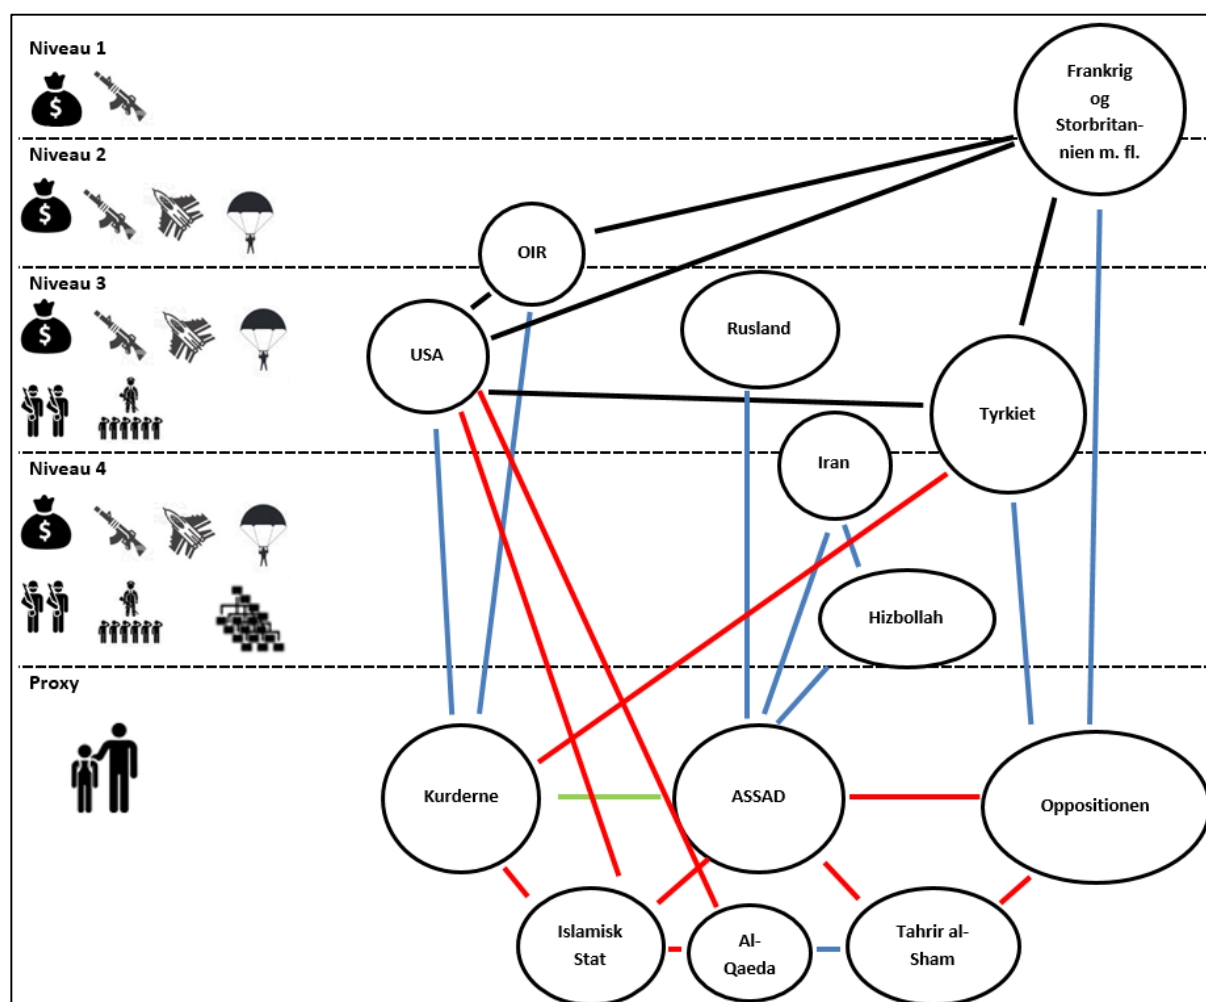 Niveau 1
Frankrig
og
Storbritan-
nien m. fl.
Niveau 2
OIR
Niveau 3
USA
Rusland
Tyrkiet
Iran
Niveau 4
Hizbollah
Proxy
Kurderne
ASSAD
Oppositionen
Islamisk
Stat
Al-
Qaeda
Tahrir al-
Sham
$
$
$
$